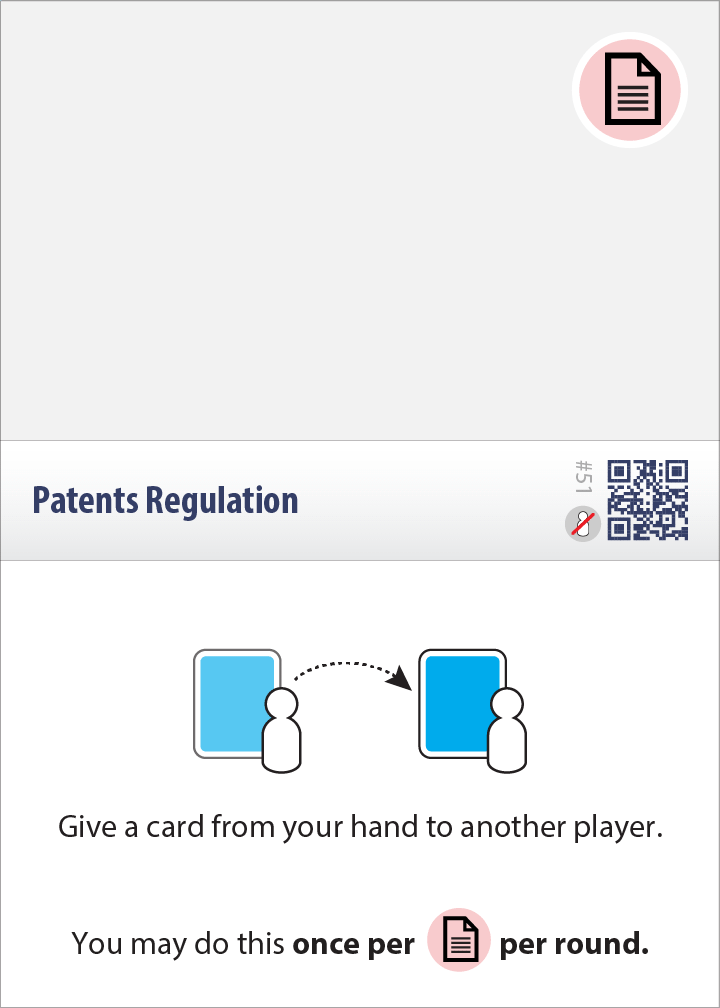 Patents Regulation
#51
Give a card from your hand to another player.
You may do this once per per round.